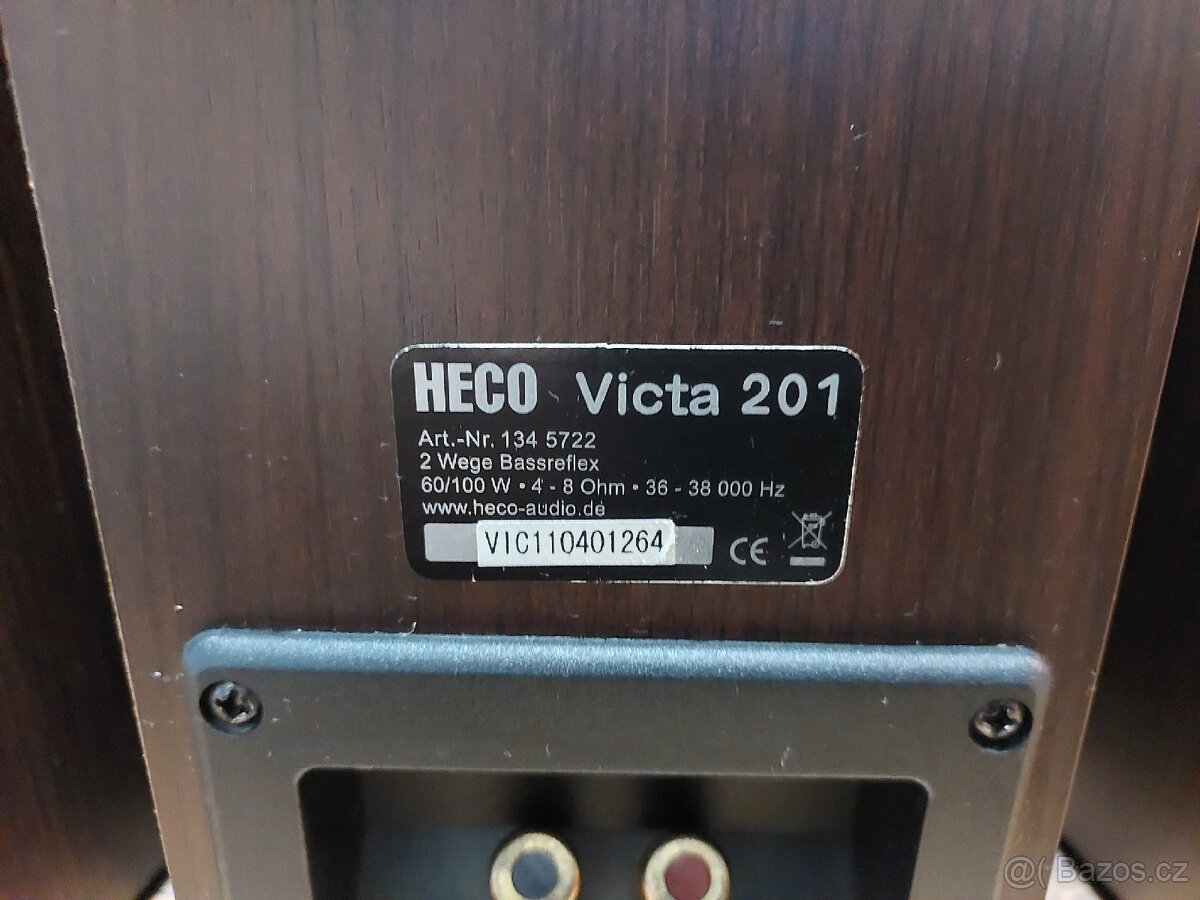 HECO Victa 201
Art.-Nr. 134 5722
2 Wege Bassreflex
60/100 W • 4 - 8 Ohm • 36 - 38 000 Hz
www.heco-audio.de
VIC110401264
CE
@( Bazos.cz